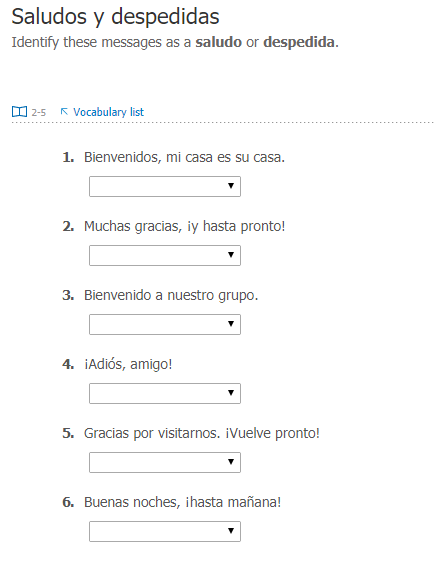 Saludos y despedidas
Identify these messages as a saludo or despedida.
2-5 Vocabulary list
1. Bienvenidos, mi casa es su casa.
2. Muchas gracias, ¡y hasta pronto!
3. Bienvenido a nuestro grupo.
4. ¡Adiós, amigo!
5. Gracias por visitarnos. ¡Vuelve pronto!
6. Buenas noches, ¡hasta mañana!